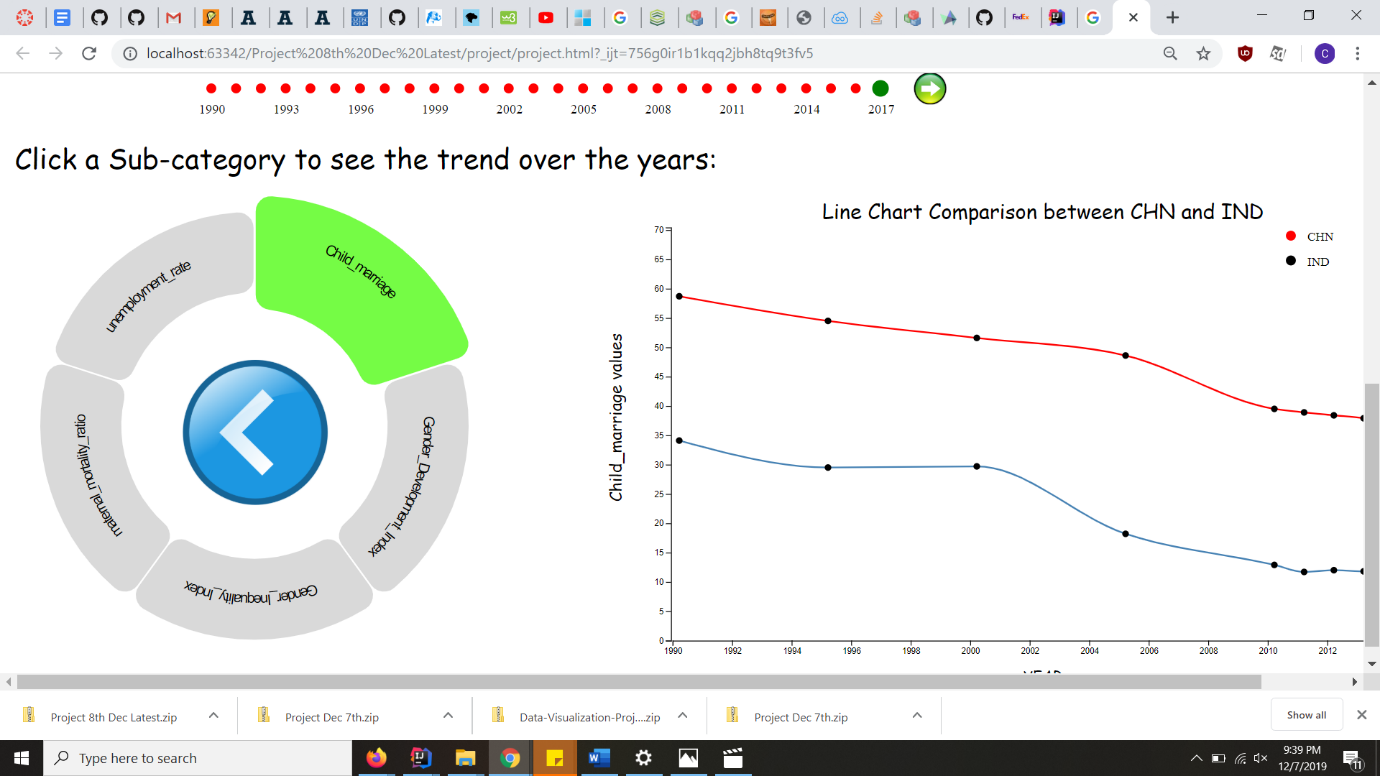 localhost:63342/Project%208th%20Dec%20Latest/project/project.html?_ijt=756g0ir1b1kqq2jbh8tq9t3fv5
C
1990 1993 1996 1999 2002 2005 2008 2011 2014 2017
Click a Sub-category to see the trend over the years:
Child_marriage
unemployment_rate
maternal_mortality_ratio
Gender_Inequality_Index
Gender_Development_Index
Line Chart Comparison between CHN and IND
CHN
IND
Child_marriage values
70
65
60
55
50
45
40
35
30
25
20
15
10
5
0
1990 1992 1994 1996 1998 2000 2002 2004 2006 2008 2010 2012
YEAR
Project 8th Dec Latest.zip
Project Dec 7th.zip
Data-Visualization-Proj....zip
Project Dec 7th.zip
Show all
Type here to search
9:39 PM
12/7/2019
11